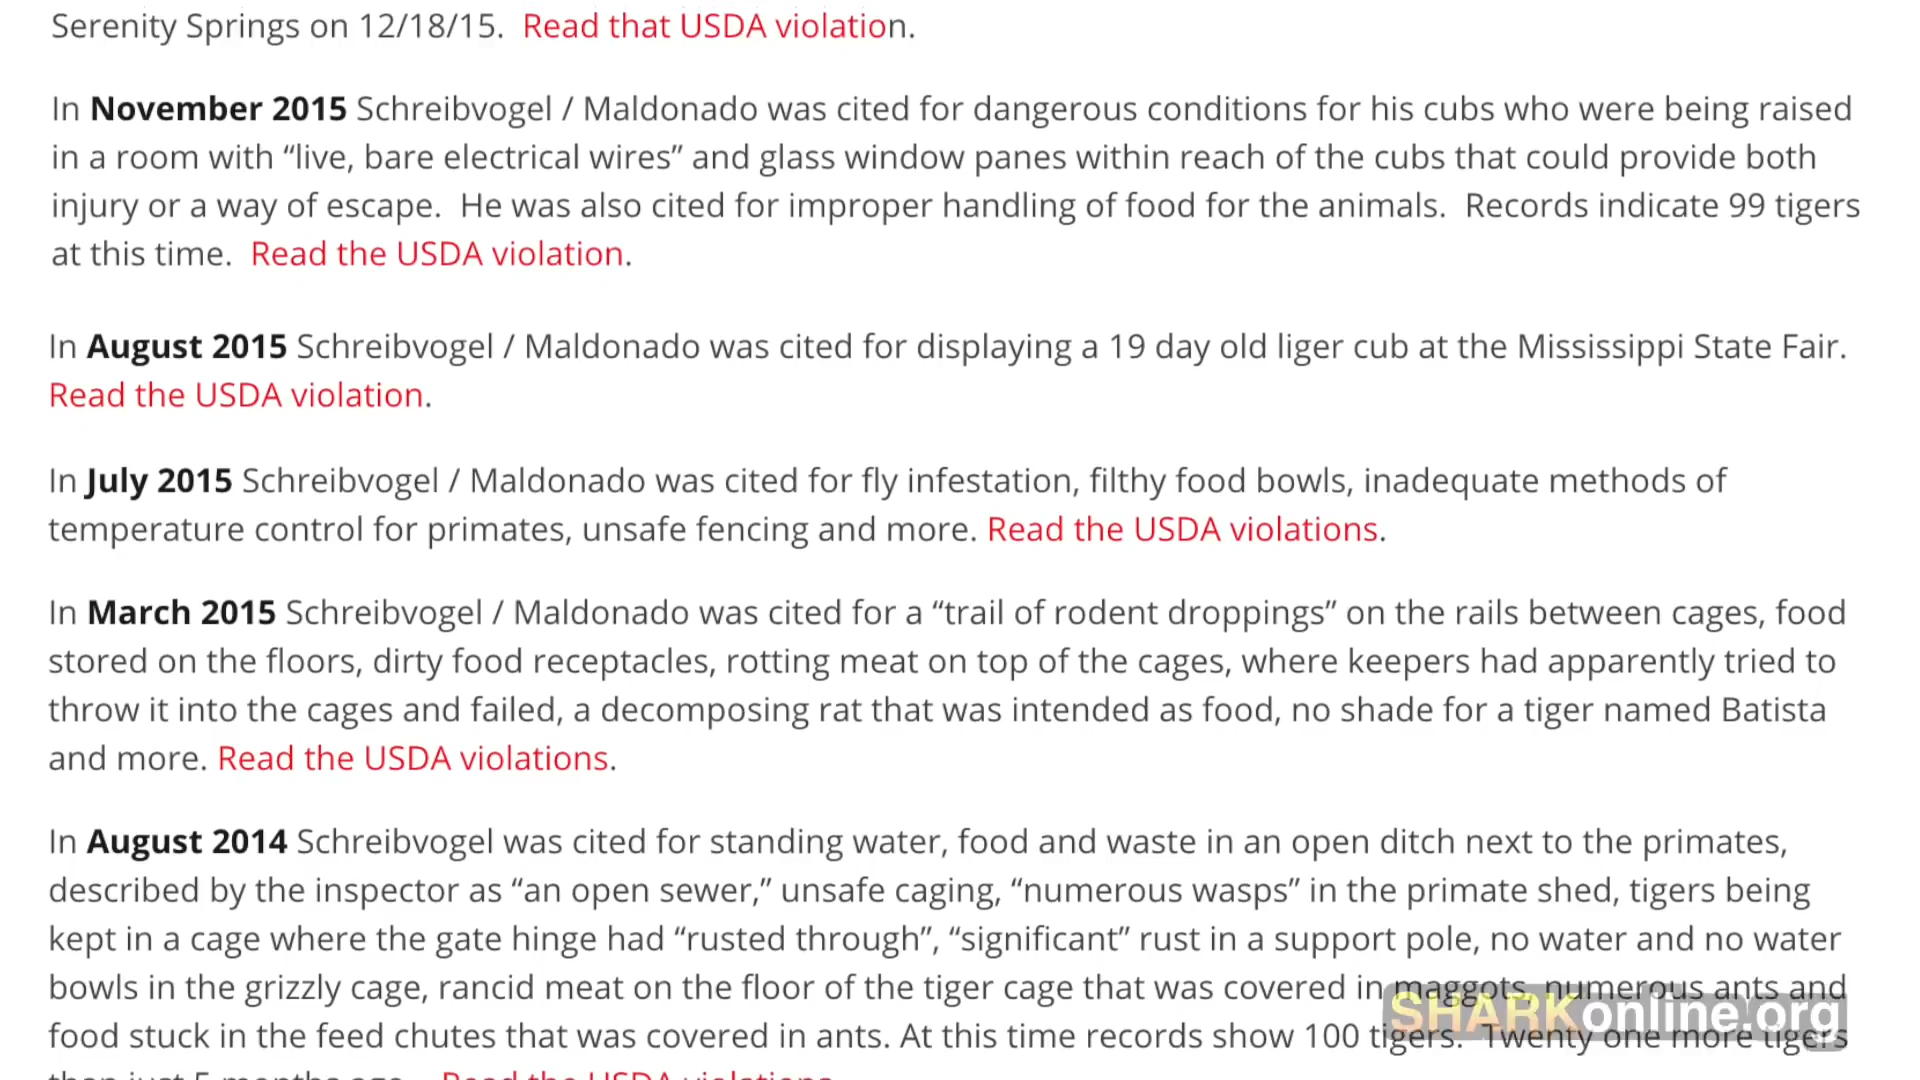 Serenity Springs on 12/18/15. Read that USDA violation.
In November 2015 Schreibvogel / Maldonado was cited for dangerous conditions for his cubs who were being raised
in a room with “live, bare electrical wires” and glass window panes within reach of the cubs that could provide both
injury or a way of escape. He was also cited for improper handling of food for the animals. Records indicate 99 tigers
at this time. Read the USDA violation.
In August 2015 Schreibvogel / Maldonado was cited for displaying a 19 day old liger cub at the Mississippi State Fair.
Read the USDA violation.
In July 2015 Schreibvogel / Maldonado was cited for fly infestation, filthy food bowls, inadequate methods of
temperature control for primates, unsafe fencing and more. Read the USDA violations.
In March 2015 Schreibvogel / Maldonado was cited for a “trail of rodent droppings” on the rails between cages, food
stored on the floors, dirty food receptacles, rotting meat on top of the cages, where keepers had apparently tried to
throw it into the cages and failed, a decomposing rat that was intended as food, no shade for a tiger named Batista
and more. Read the USDA violations.
In August 2014 Schreibvogel was cited for standing water, food and waste in an open ditch next to the primates,
described by the inspector as “an open sewer,” unsafe caging, “numerous wasps” in the primate shed, tigers being
kept in a cage where the gate hinge had “rusted through”, “significant” rust in a support pole, no water and no water
bowls in the grizzly cage, rancid meat on the floor of the tiger cage that was covered in maggots, numerous ants and
food stuck in the feed chutes that was covered in ants. At this time records show 100 tigers. Twenty one more tigers
than just 5 months ago. Read the USDA violations
SHARKonline.org